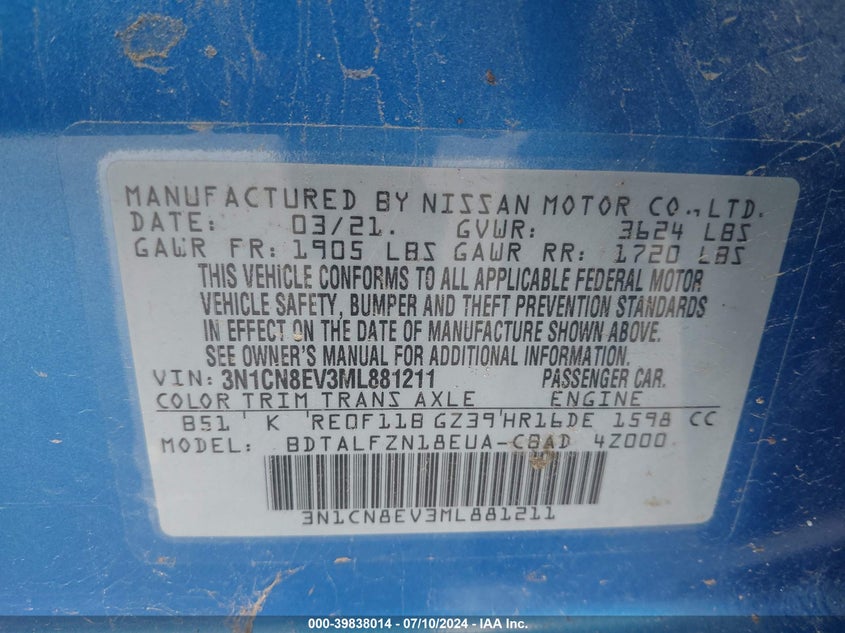 MANUFACTURED BY NISSAN MOTOR CO., LTD.
DATE: 03/21. GVWR: 3624 LBS
GAWR FR: 1905 LBS GAWR RR: 1720 LBS
THIS VEHICLE CONFORMS TO ALL APPLICABLE FEDERAL MOTOR
VEHICLE SAFETY, BUMPER AND THEFT PREVENTION STANDARDS
IN EFFECT ON THE DATE OF MANUFACTURE SHOWN ABOVE.
SEE OWNER'S MANUAL FOR ADDITIONAL INFORMATION.
VIN: 3N1CN8EV3ML881211 PASSENGER CAR.
COLOR TRIM TRANS AXLE ENGINE
B51 K RE0F11B GZ39 HR16DE 1598 CC
MODEL: BDTALFZN18EUA-C8AD 4Z000
3N1CN8EV3ML881211
000-39838014 - 07/10/2024 - IAA Inc.